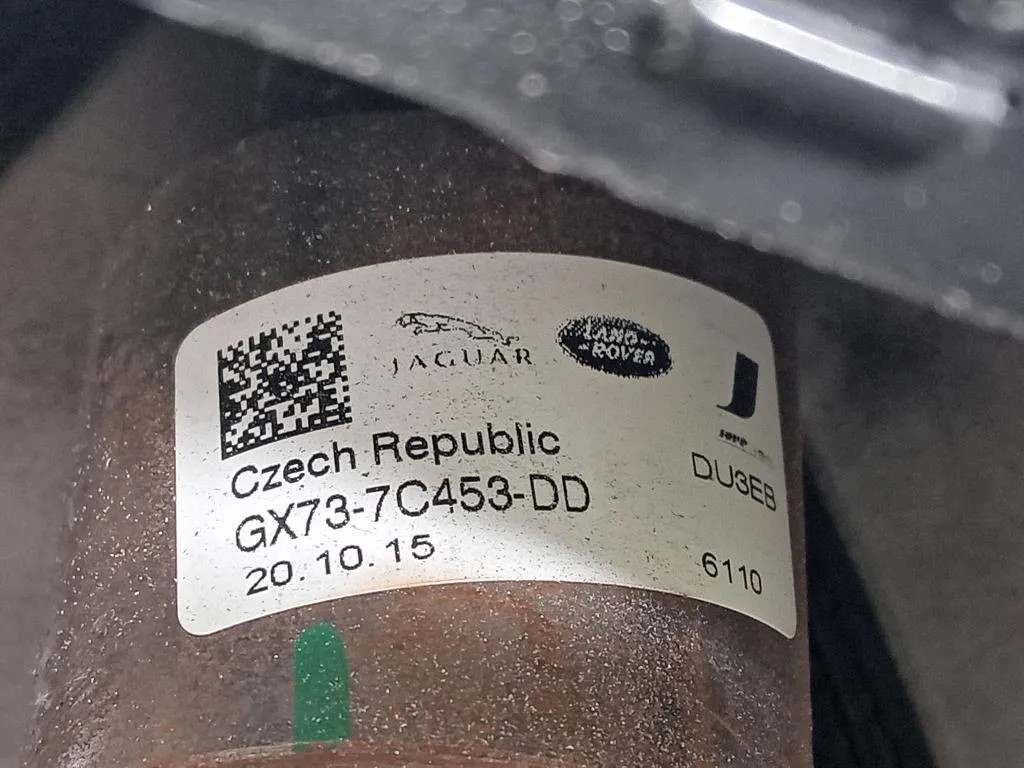 JAGUAR
LAND
ROVER
Czech Republic
GX73-7C453-DD
20.10.15
DU3EB
6110